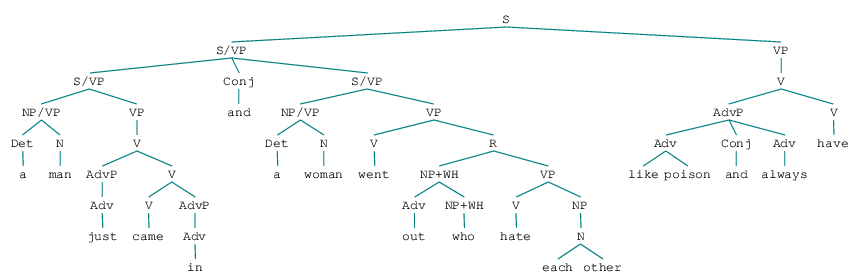 S
S/VP VP
S/VP Conj S/VP V
NP/VP VP and NP/VP VP AdvP V
Det N V Det N V R Adv Conj Adv have
a man AdvP V a woman went NP+WH VP like poison and always
Adv V AdvP Adv NP+WH V NP
just came Adv out who hate N
in each other